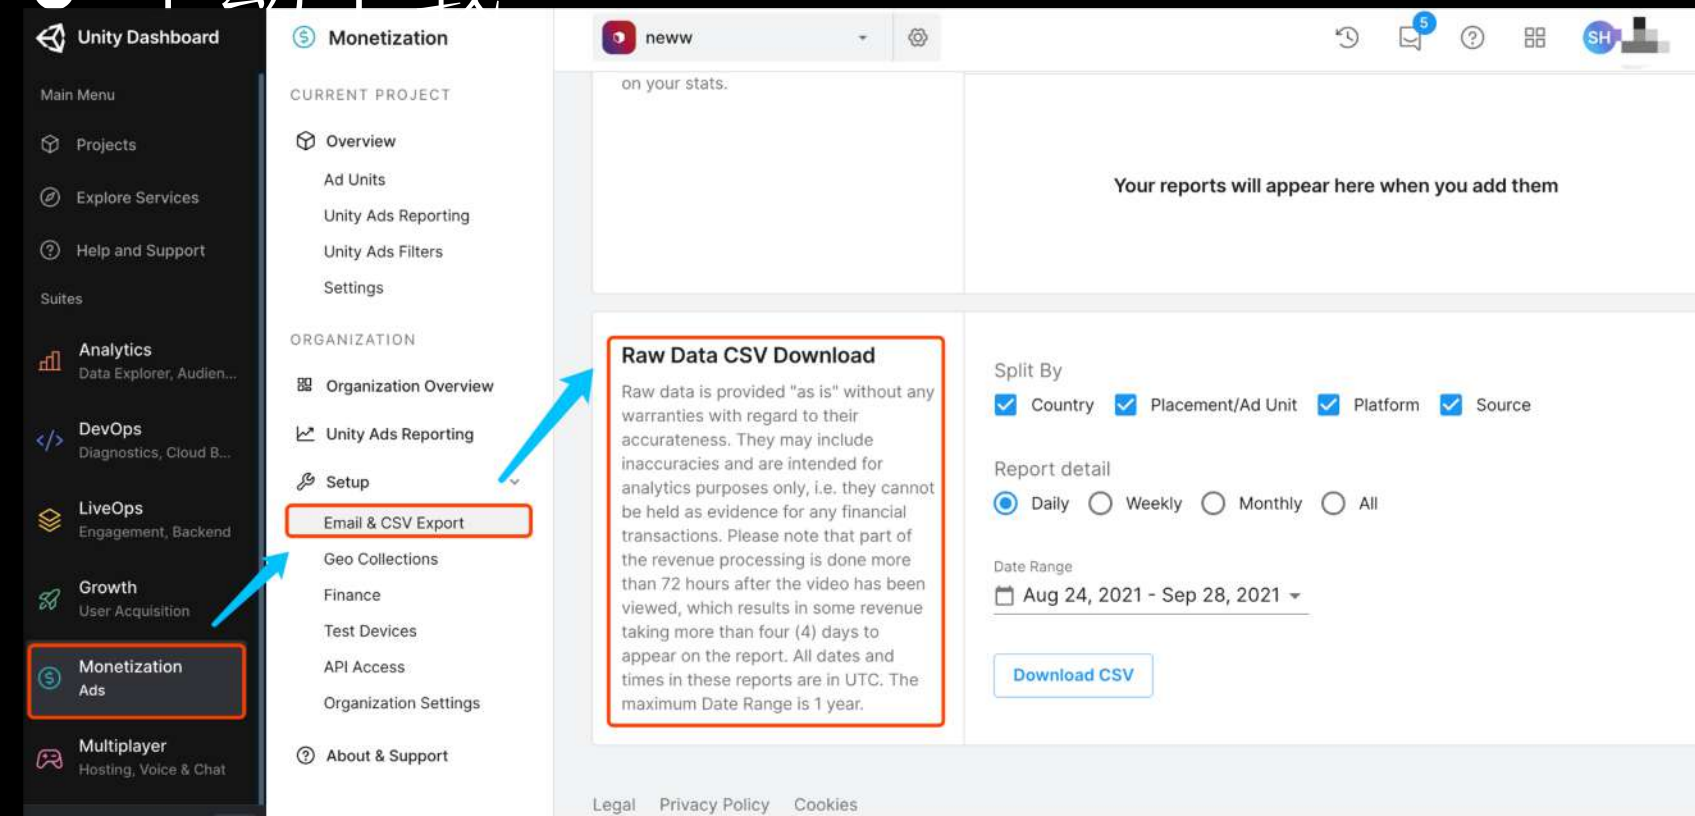 手动下载
Unity Dashboard
Main Menu
Projects
Explore Services
Help and Support
Suites
Analytics
Data Explorer, Audien...
DevOps
Diagnostics, Cloud B...
LiveOps
Engagement, Backend
Growth
User Acquisition
Monetization
Ads
Multiplayer
Hosting, Voice & Chat
Monetization
CURRENT PROJECT
Overview
Ad Units
Unity Ads Reporting
Unity Ads Filters
Settings
ORGANIZATION
Organization Overview
Unity Ads Reporting
Setup
Email & CSV Export
Geo Collections
Finance
Test Devices
API Access
Organization Settings
About & Support
neww
5
SH
on your stats.
Your reports will appear here when you add them
Raw Data CSV Download
Raw data is provided "as is" without any
warranties with regard to their
accurateness. They may include
inaccuracies and are intended for
analytics purposes only, i.e. they cannot
be held as evidence for any financial
transactions. Please note that part of
the revenue processing is done more
than 72 hours after the video has been
viewed, which results in some revenue
taking more than four (4) days to
appear on the report. All dates and
times in these reports are in UTC. The
maximum Date Range is 1 year.
Split By
Country Placement/Ad Unit Platform Source
Report detail
Daily Weekly Monthly All
Date Range
Aug 24, 2021 - Sep 28, 2021
Download CSV
Legal Privacy Policy Cookies